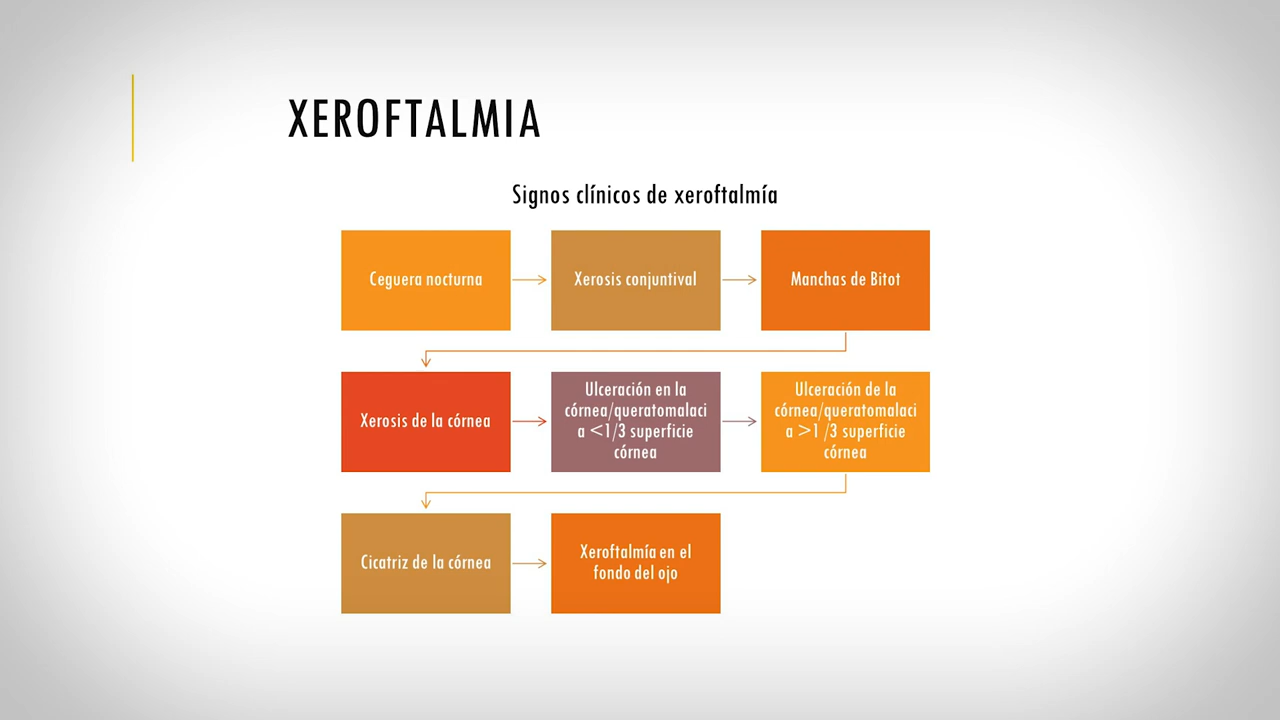 XEROFTALMIA
Signos clínicos de xeroftalmía
Ceguera nocturna
Xerosis conjuntival
Manchas de Bitot
Xerosis de la córnea
Ulceración en la
córnea/queratomalaci
a <1/3 superficie
córnea
Ulceración de la
córnea/queratomalaci
a >1 /3 superficie
córnea
Cicatriz de la córnea
Xeroftalmía en el
fondo del ojo